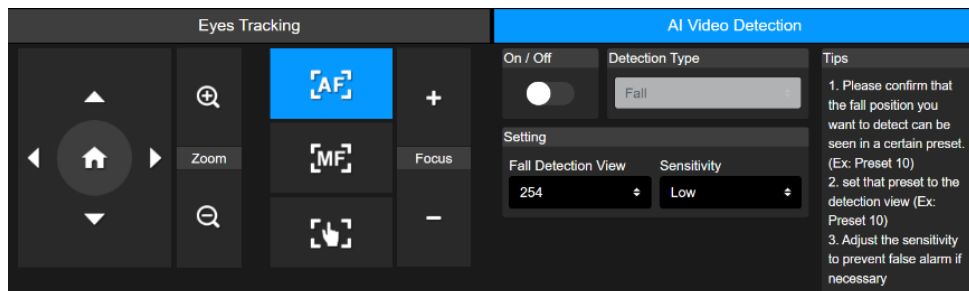 Eyes Tracking
AI Video Detection
AF
MF
Zoom
Focus
On / Off
Detection Type
Fall
Setting
Fall Detection View
Sensitivity
254
Low
Tips
1. Please confirm that
the fall position you
want to detect can be
seen in a certain preset.
(Ex: Preset 10)
2. set that preset to the
detection view (Ex:
Preset 10)
3. Adjust the sensitivity
to prevent false alarm if
necessary